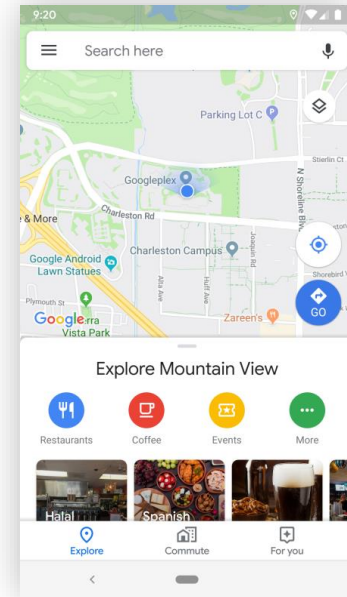 9:20
Search here
Parking Lot C
Stierlin Ct
Googleplex
N Shoreline Blv
& More
Charleston Rd
Charleston Campus
Joaquin Rd
Google Android
Lawn Statues
Shorebird
Alta Ave
Huff Ave
Plymouth St
GO
Google
rra
Vista Park
Zareen's
Explore Mountain View
Restaurants
Coffee
Events
More
Halal
Spanish
Explore
Commute
For you